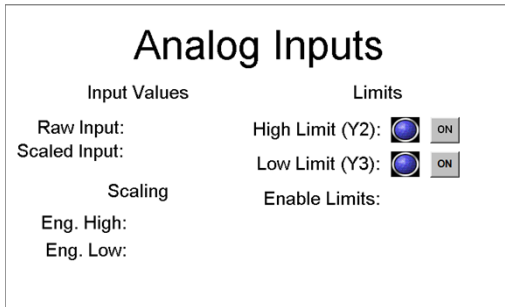 Analog Inputs
Input Values
Raw Input:
Scaled Input:
Scaling
Eng. High:
Eng. Low:
Limits
High Limit (Y2): ON
Low Limit (Y3): ON
Enable Limits: